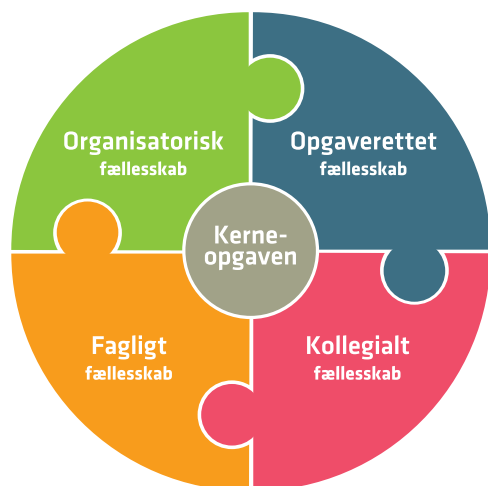 Organisatorisk
fællesskab
Opgaverettet
fællesskab
Kerne-
opgaven
Fagligt
fællesskab
Kollegialt
fællesskab